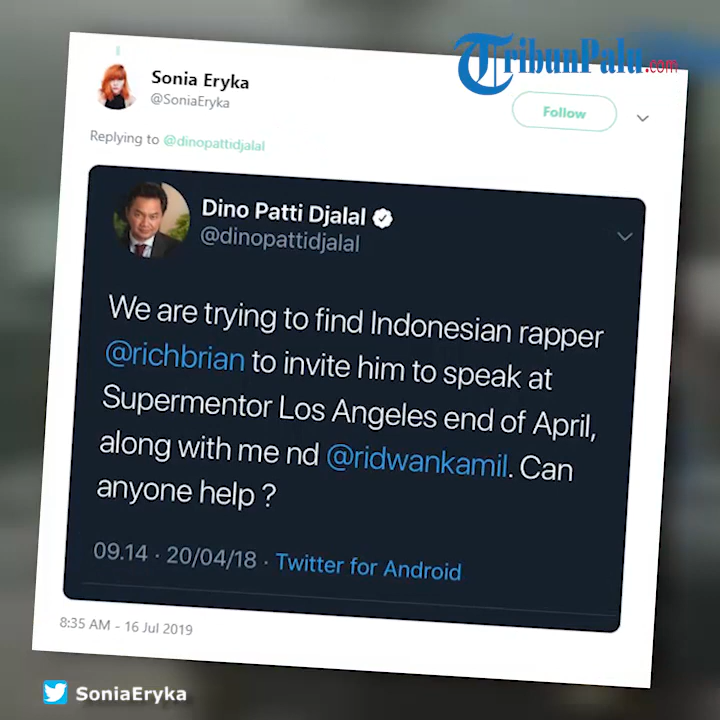 TribunPalu.com
Sonia Eryka
@SoniaEryka
Follow
Replying to @dinopattidjalal
Dino Patti Djalal
@dinopattidjalal
We are trying to find Indonesian rapper
@richbrian to invite him to speak at
Supermentor Los Angeles end of April,
along with me nd @ridwankamil. Can
anyone help ?
09.14 · 20/04/18 · Twitter for Android
8:35 AM - 16 Jul 2019
SoniaEryka